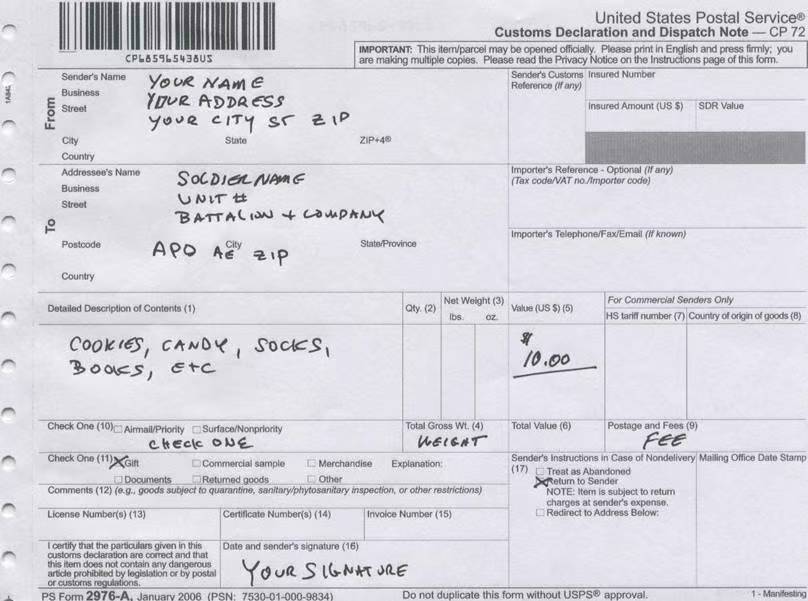 United States Postal Service®
Customs Declaration and Dispatch Note — CP 72
CP685965438US
IMPORTANT: This item/parcel may be opened officially. Please print in English and press firmly; you
are making multiple copies. Please read the Privacy Notice on the Instructions page of this form.
1A84L
From
Sender's Name YOUR NAME
Business YOUR ADDRESS
Street YOUR CITY ST ZIP
City State ZIP+4®
Country
Sender's Customs
Reference (If any)
Insured Number
Insured Amount (US $) SDR Value
To
Addressee's Name SOLDIER NAME
Business UNIT #
Street BATTALION + COMPANY
Postcode City State/Province
APO AE ZIP
Country
Importer's Reference - Optional (If any)
(Tax code/VAT no./Importer code)
Importer's Telephone/Fax/Email (If known)
Detailed Description of Contents (1) Qty. (2) Net Weight (3) lbs. oz. Value (US $) (5)
For Commercial Senders Only
HS tariff number (7) Country of origin of goods (8)
COOKIES, CANDY, SOCKS,
BOOKS, ETC
$
10.00
Check One (10) Airmail/Priority Surface/Nonpriority
CHECK ONE
Total Gross Wt. (4)
WEIGHT
Total Value (6)
Postage and Fees (9)
FEE
Check One (11) X Gift Commercial sample Merchandise Explanation:
Documents Returned goods Other
Comments (12) (e.g., goods subject to quarantine, sanitary/phytosanitary inspection, or other restrictions)
Sender's Instructions in Case of Nondelivery
(17) Treat as Abandoned
X Return to Sender
NOTE: Item is subject to return
charges at sender's expense.
Redirect to Address Below:
Mailing Office Date Stamp
License Number(s) (13) Certificate Number(s) (14) Invoice Number (15)
I certify that the particulars given in this
customs declaration are correct and that
this item does not contain any dangerous
article prohibited by legislation or by postal
or customs regulations.
Date and sender's signature (16)
YOUR SIGNATURE
PS Form 2976-A, January 2006 (PSN: 7530-01-000-9834) Do not duplicate this form without USPS® approval. 1 - Manifesting